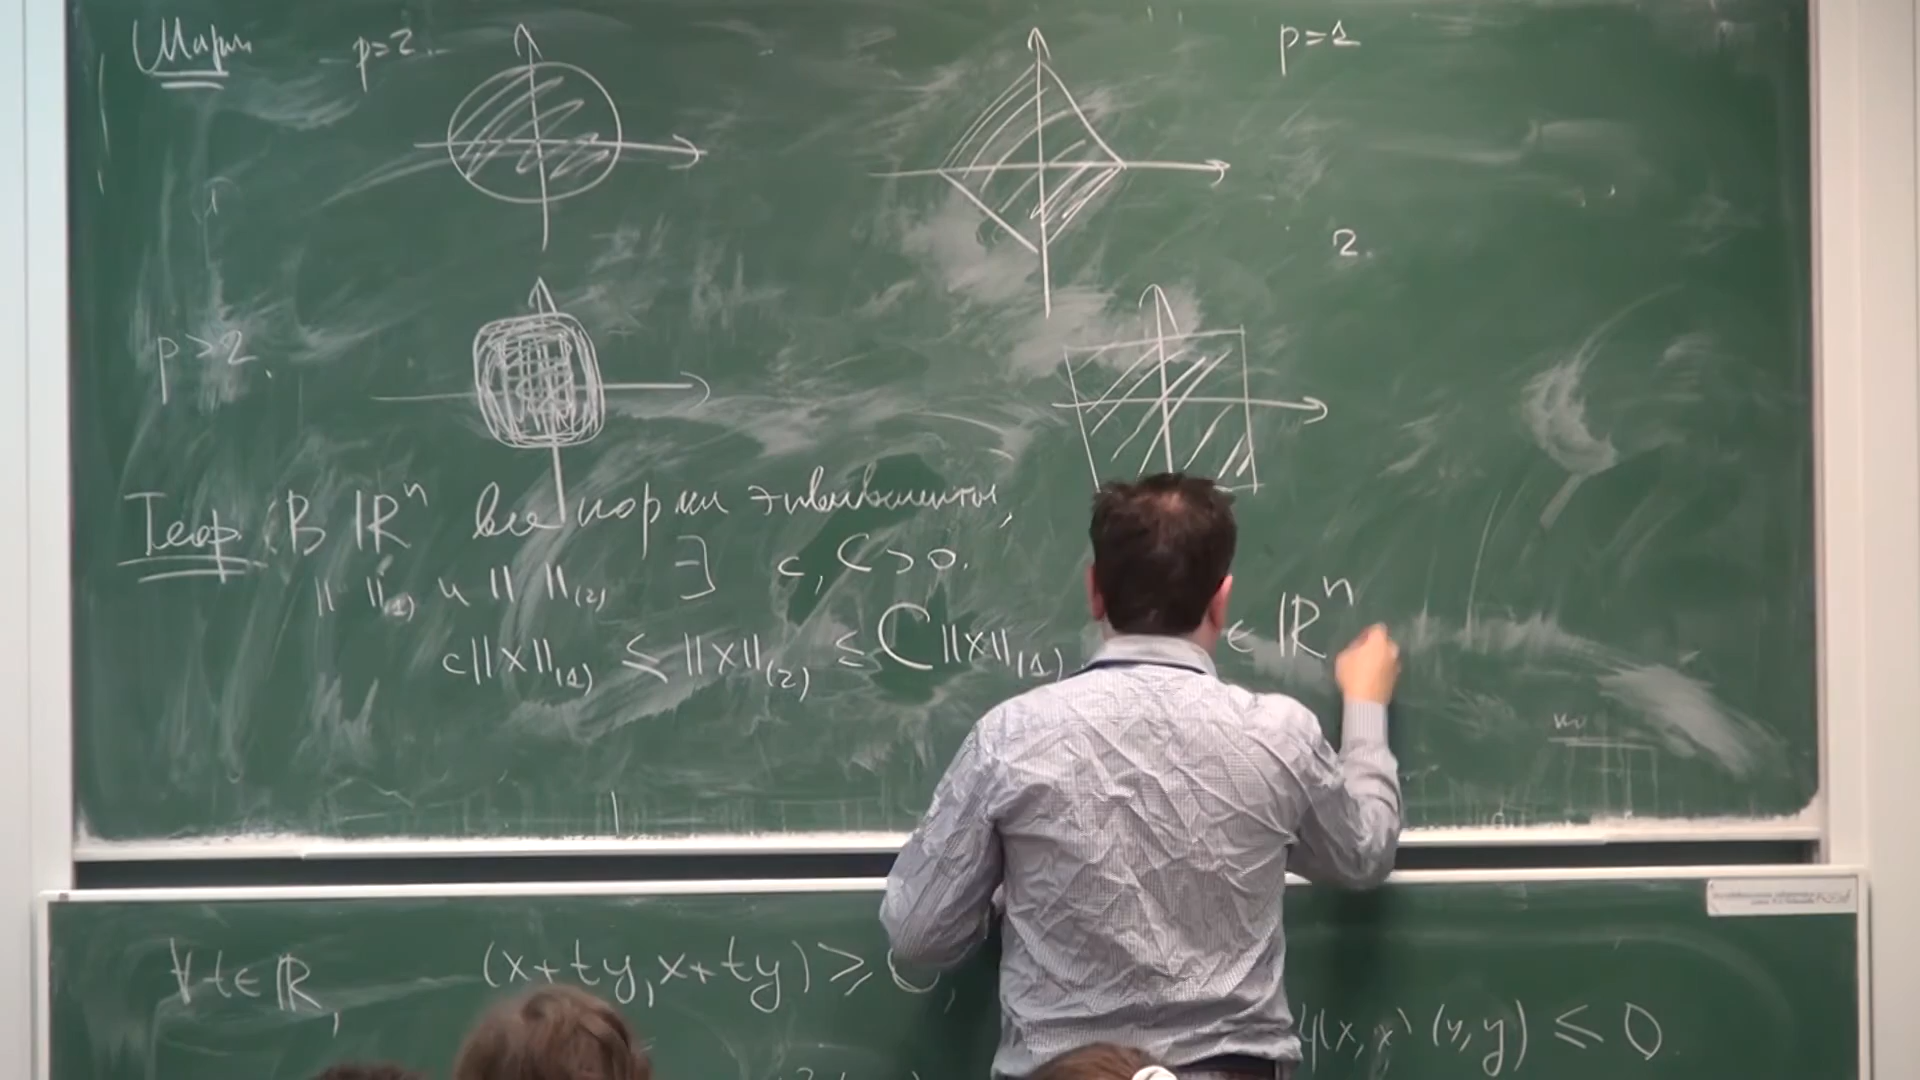 Шары p=2. p=1
2.
p>2.
Теор: В ℝⁿ все нормы эквивалентны,
|| ||₍₁₎ и || ||₍₂₎ ∃ c, C > 0.
c||x||₍₁₎ ≤ ||x||₍₂₎ ≤ C||x||₍₁₎ ∈ ℝⁿ
∀ t ∈ ℝ, (x+ty, x+ty) ≥ 0,
4(x,x)(y,y) ≤ 0